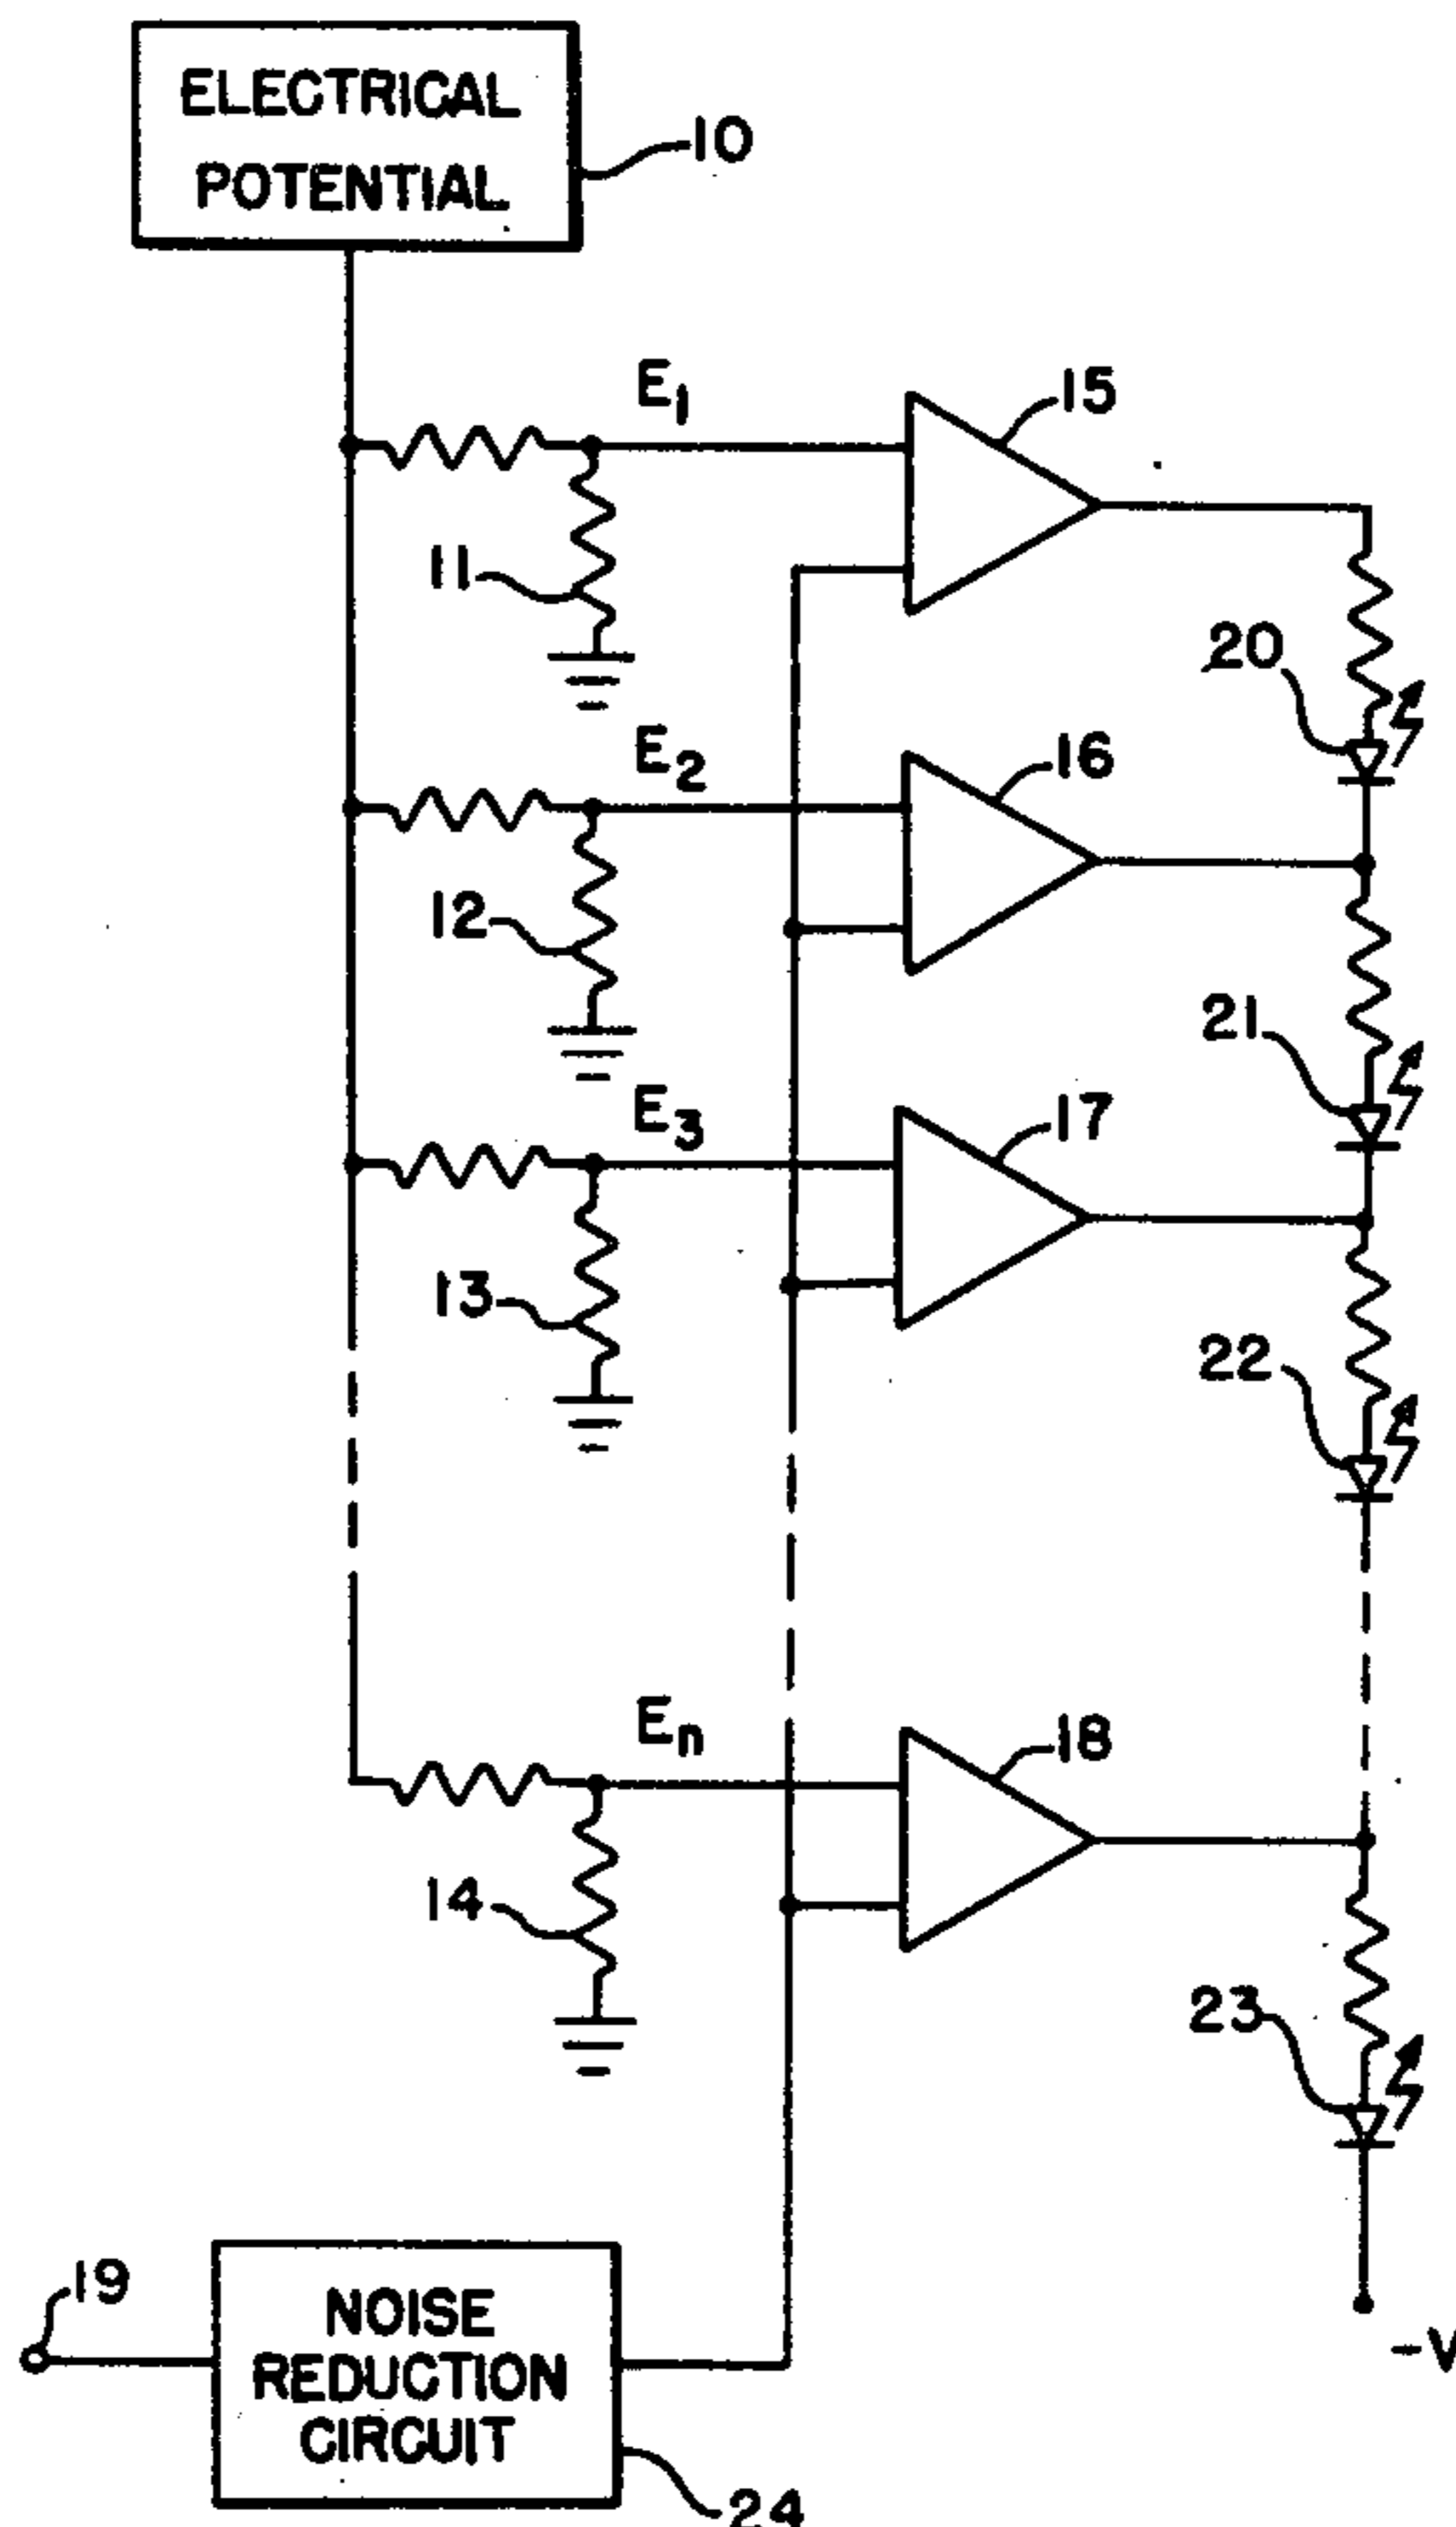 ELECTRICAL
POTENTIAL
10
E1
15
11
20
E2
16
12
21
E3
17
13
22
En
18
14
23
19
NOISE
REDUCTION
CIRCUIT
-V
24